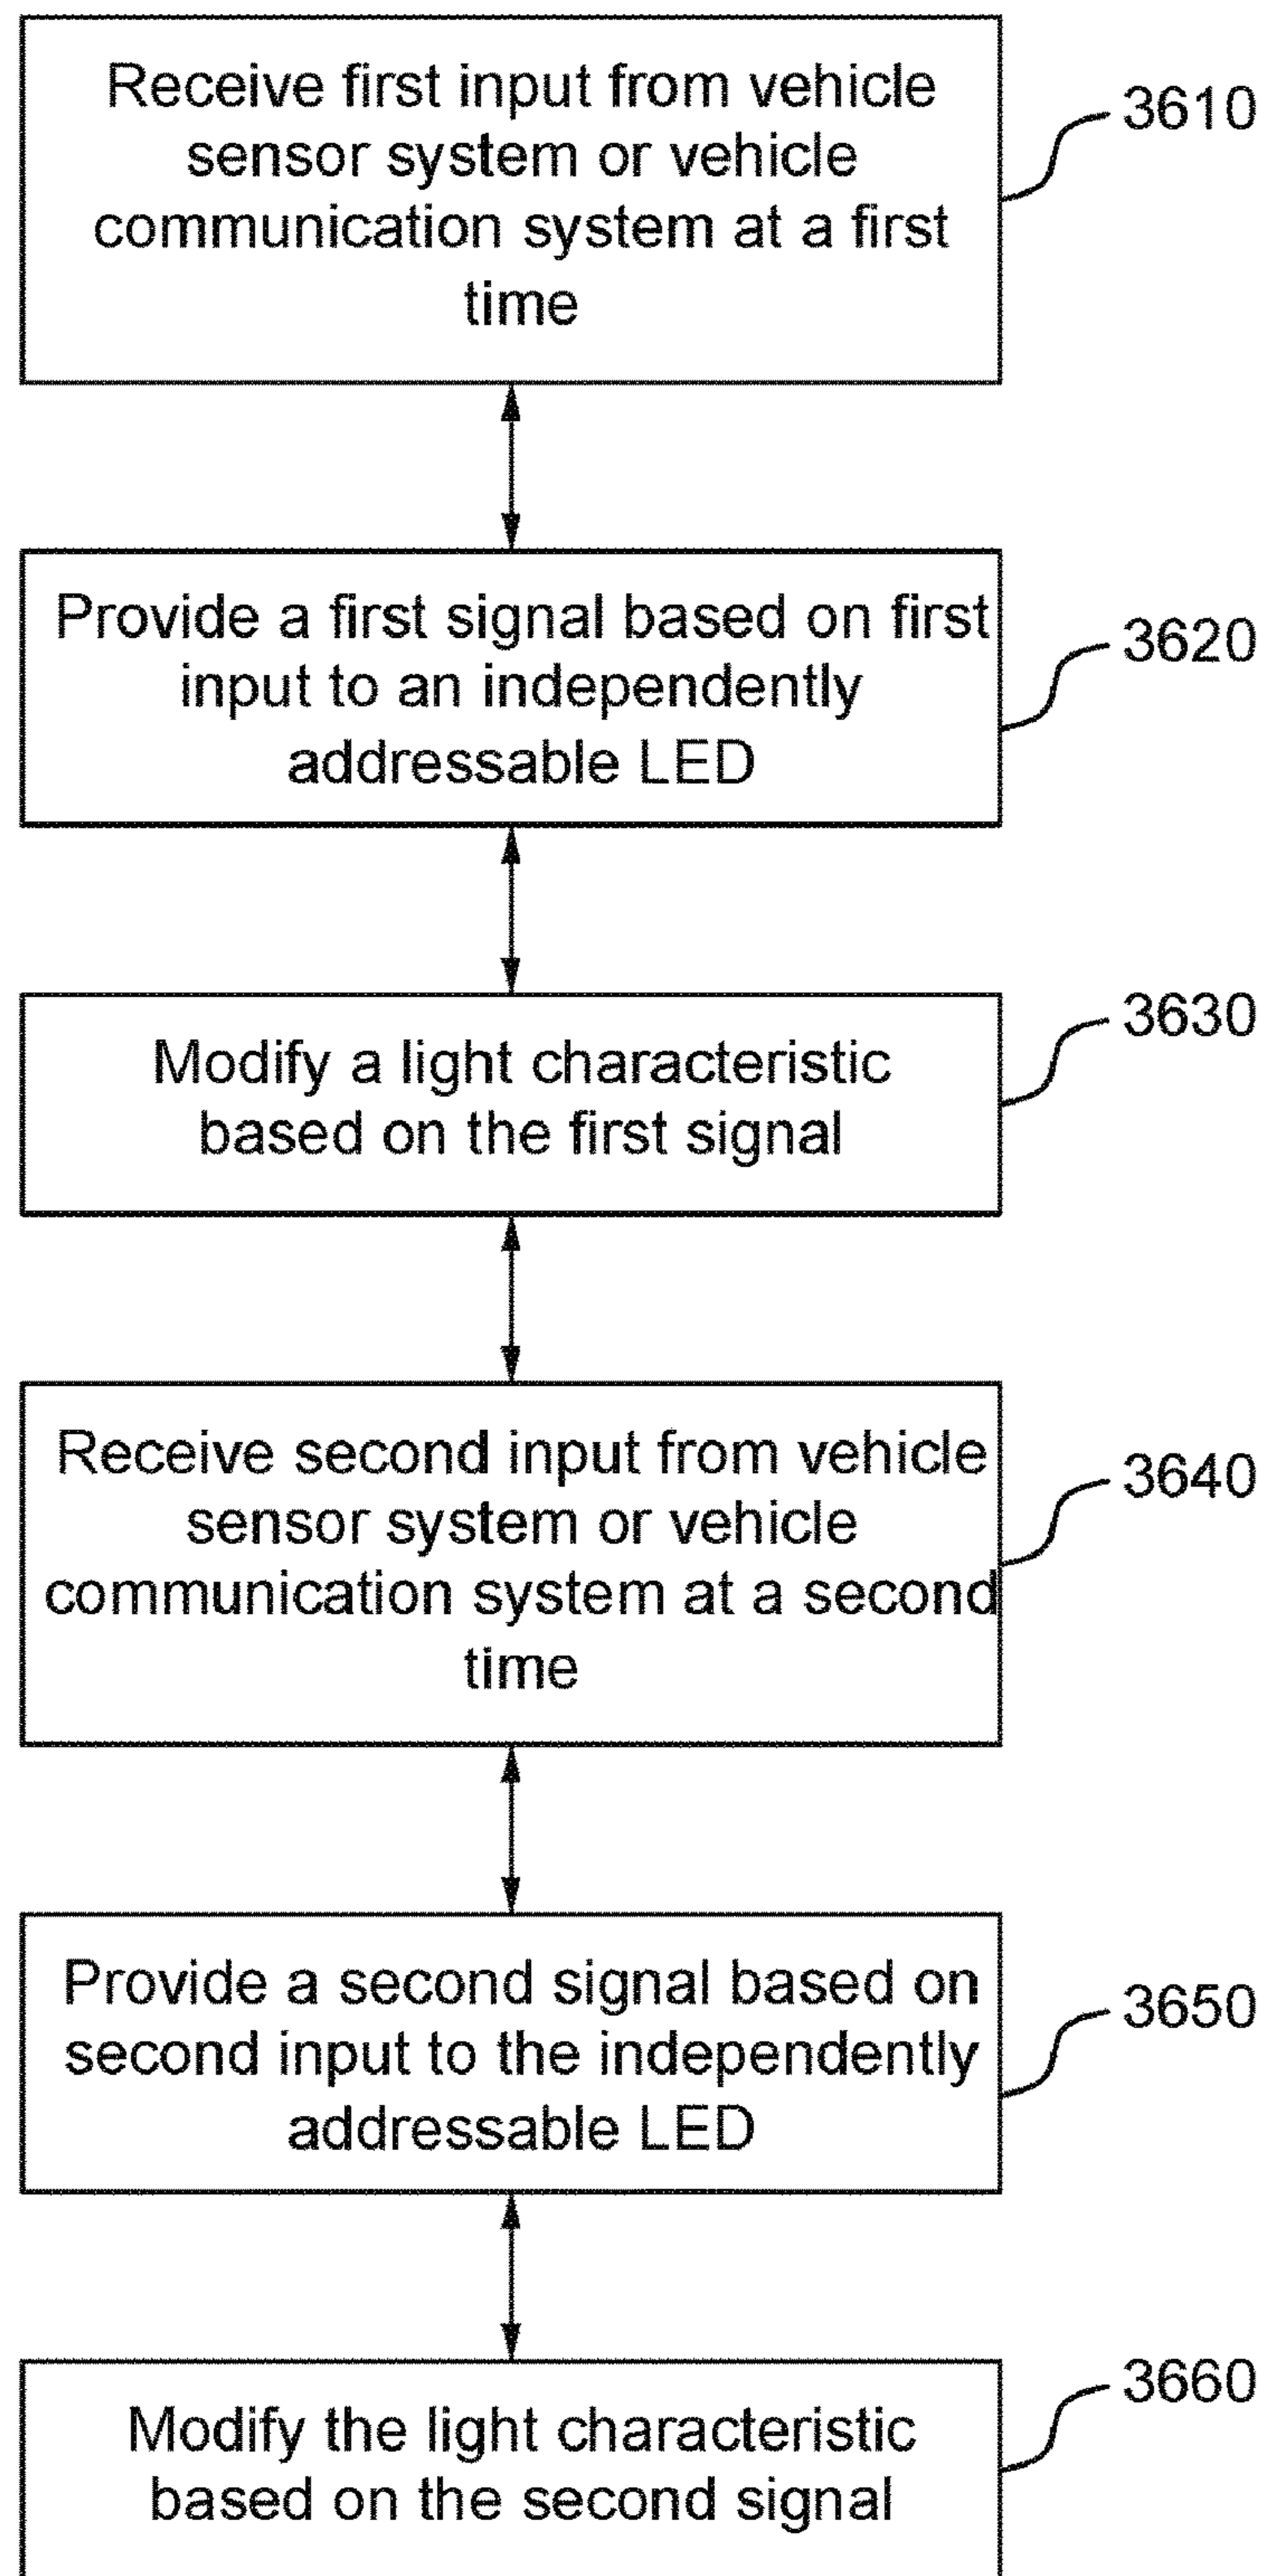 Receive first input from vehicle
sensor system or vehicle
communication system at a first
time
3610
Provide a first signal based on first
input to an independently
addressable LED
3620
Modify a light characteristic
based on the first signal
3630
Receive second input from vehicle
sensor system or vehicle
communication system at a second
time
3640
Provide a second signal based on
second input to the independently
addressable LED
3650
Modify the light characteristic
based on the second signal
3660